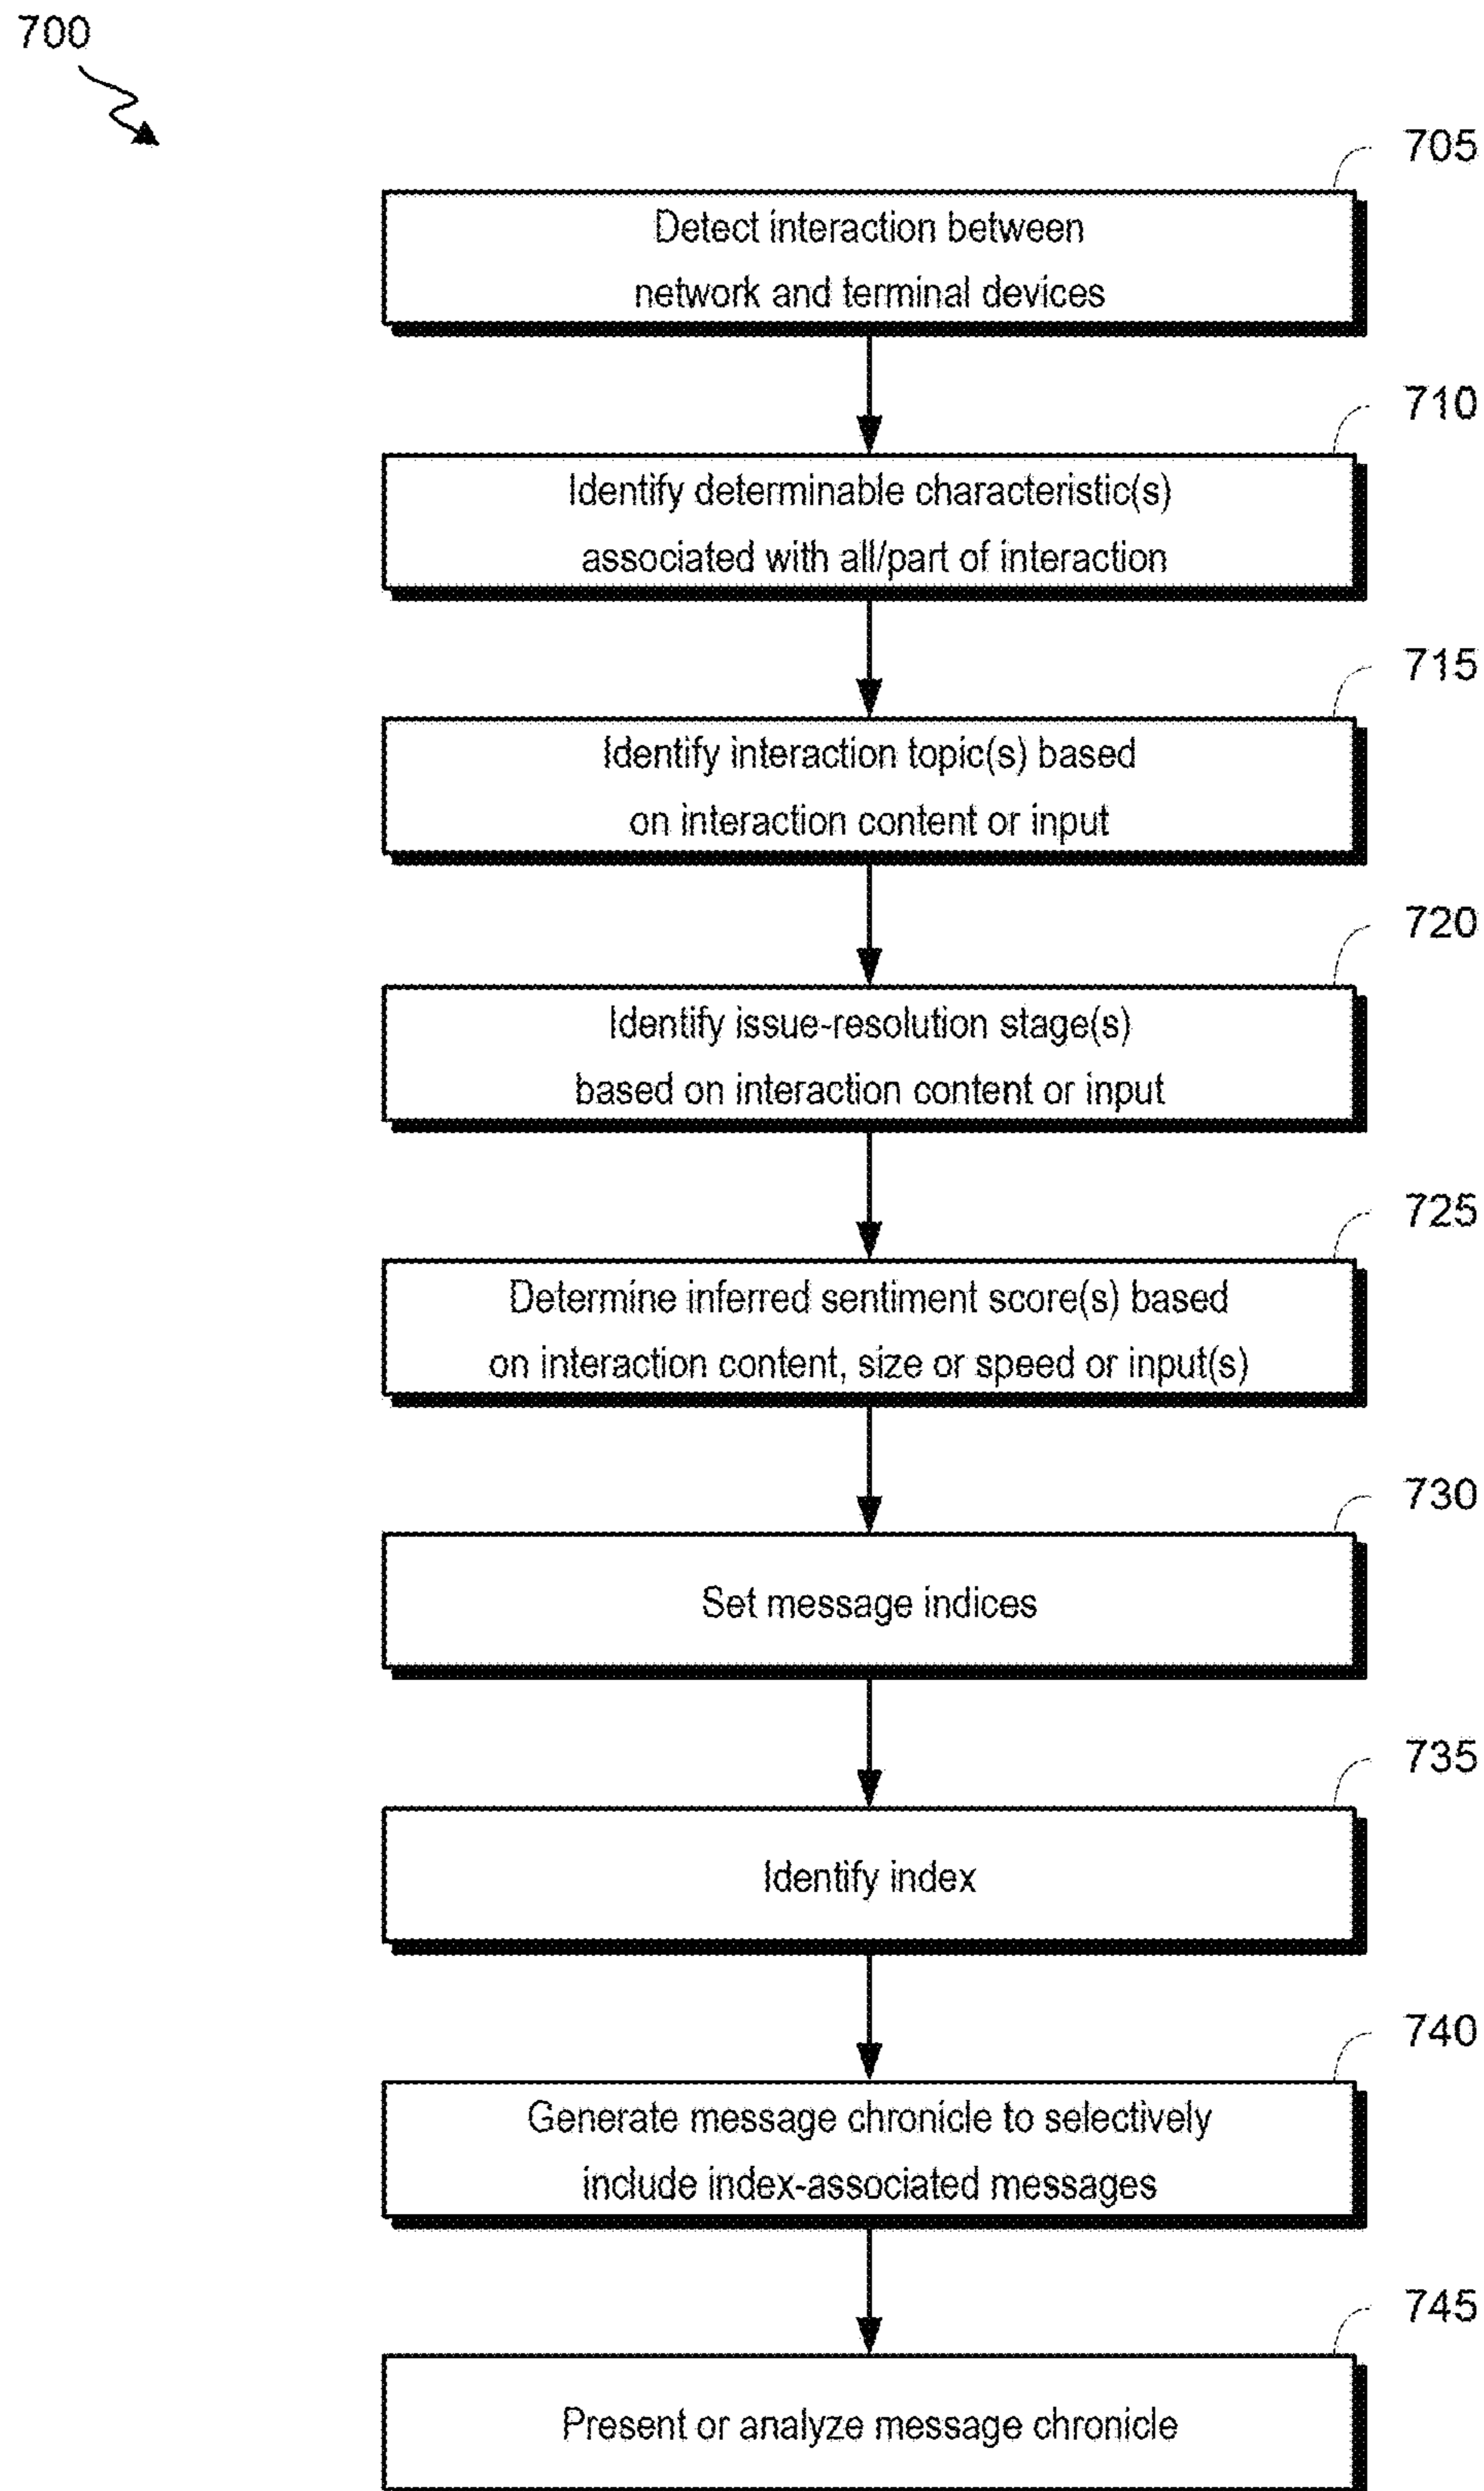 700
705
Detect interaction between
network and terminal devices
710
Identify determinable characteristic(s)
associated with all/part of interaction
715
Identify interaction topic(s) based
on interaction content or input
720
Identify issue-resolution stage(s)
based on interaction content or input
725
Determine inferred sentiment score(s) based
on interaction content, size or speed or input(s)
730
Set message indices
735
Identify index
740
Generate message chronicle to selectively
include index-associated messages
745
Present or analyze message chronicle